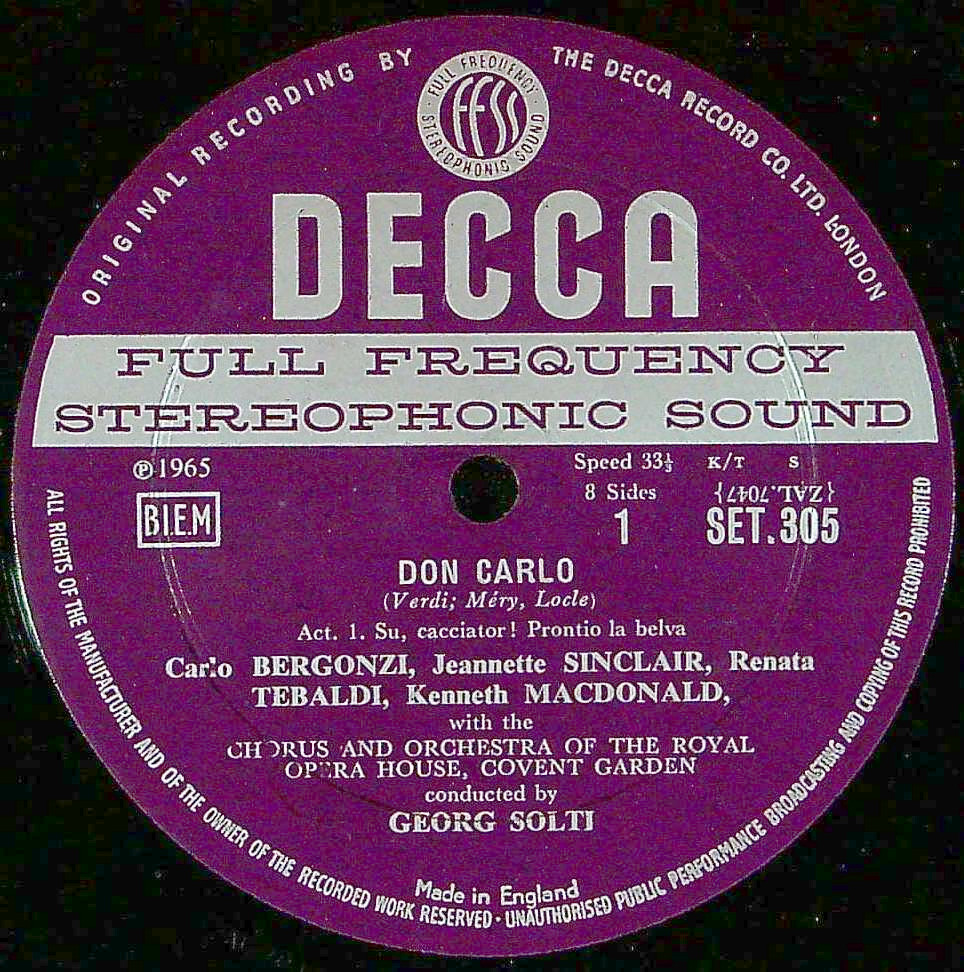 ORIGINAL RECORDING BY THE DECCA RECORD CO. LTD. LONDON
FULL FREQUENCY · STEREOPHONIC SOUND ·
FFSS
DECCA
FULL FREQUENCY
STEREOPHONIC SOUND
℗1965
B.I.E.M
Speed 33⅓ K/T S
8 Sides {ZAL.7047}
1 SET.305
DON CARLO
(Verdi; Méry, Locle)
Act. 1. Su, cacciator! Prontio la belva
Carlo BERGONZI, Jeannette SINCLAIR, Renata
TEBALDI, Kenneth MACDONALD,
with the
CHORUS AND ORCHESTRA OF THE ROYAL
OPERA HOUSE, COVENT GARDEN
conducted by
GEORG SOLTI
Made in England
ALL RIGHTS OF THE MANUFACTURER AND OF THE OWNER OF THE RECORDED WORK RESERVED · UNAUTHORISED PUBLIC PERFORMANCE BROADCASTING AND COPYING OF THIS RECORD PROHIBITED